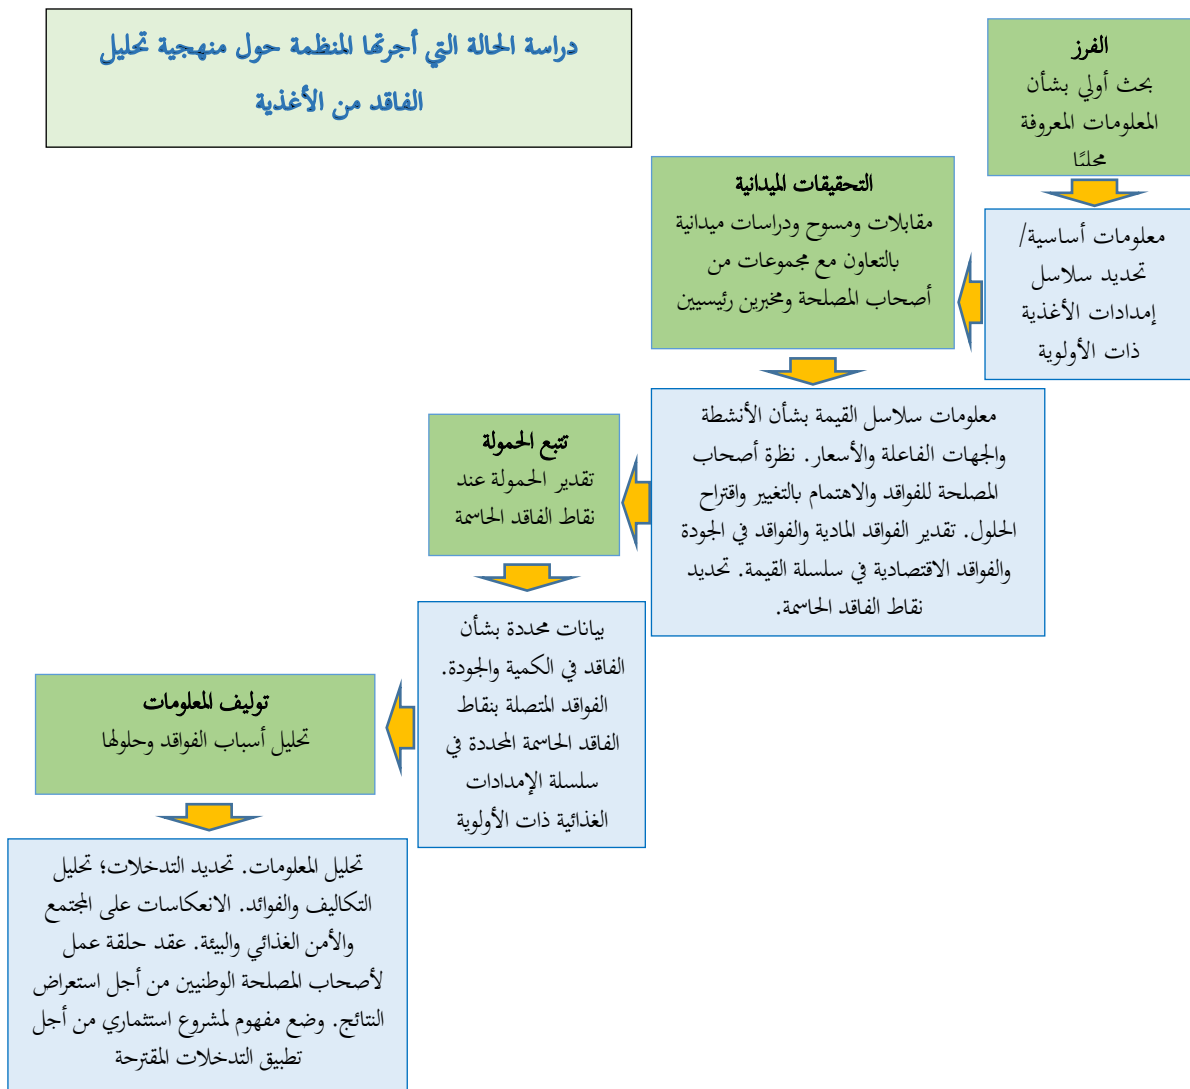 دراسة الحالة التي أجرتها المنظمة حول منهجية تحليل
الفاقد من الأغذية
الفرز
بحث أولي بشأن
المعلومات المعروفة
محليًا
معلومات أساسية/
تحديد سلاسل
إمدادات الأغذية
ذات الأولوية
التحقيقات الميدانية
مقابلات ومسوح ودراسات ميدانية
بالتعاون مع مجموعات من
أصحاب المصلحة ومخبرين رئيسيين
معلومات سلاسل القيمة بشأن الأنشطة
والجهات الفاعلة والأسعار. نظرة أصحاب
المصلحة للفواقد والاهتمام بالتغيير واقتراح
الحلول. تقدير الفواقد المادية والفواقد في الجودة
والفواقد الاقتصادية في سلسلة القيمة. تحديد
نقاط الفاقد الحاسمة.
تتبع الحمولة
تقدير الحمولة عند
نقاط الفاقد الحاسمة
بيانات محددة بشأن
الفاقد في الكمية والجودة.
الفواقد المتصلة بنقاط
الفاقد الحاسمة المحددة في
سلسلة الإمدادات
الغذائية ذات الأولوية
توليف المعلومات
تحليل أسباب الفواقد وحلولها
تحليل المعلومات. تحديد التدخلات؛ تحليل
التكاليف والفوائد. الانعكاسات على المجتمع
والأمن الغذائي والبيئة. عقد حلقة عمل
لأصحاب المصلحة الوطنيين من أجل استعراض
النتائج. وضع مفهوم لمشروع استثماري من أجل
تطبيق التدخلات المقترحة